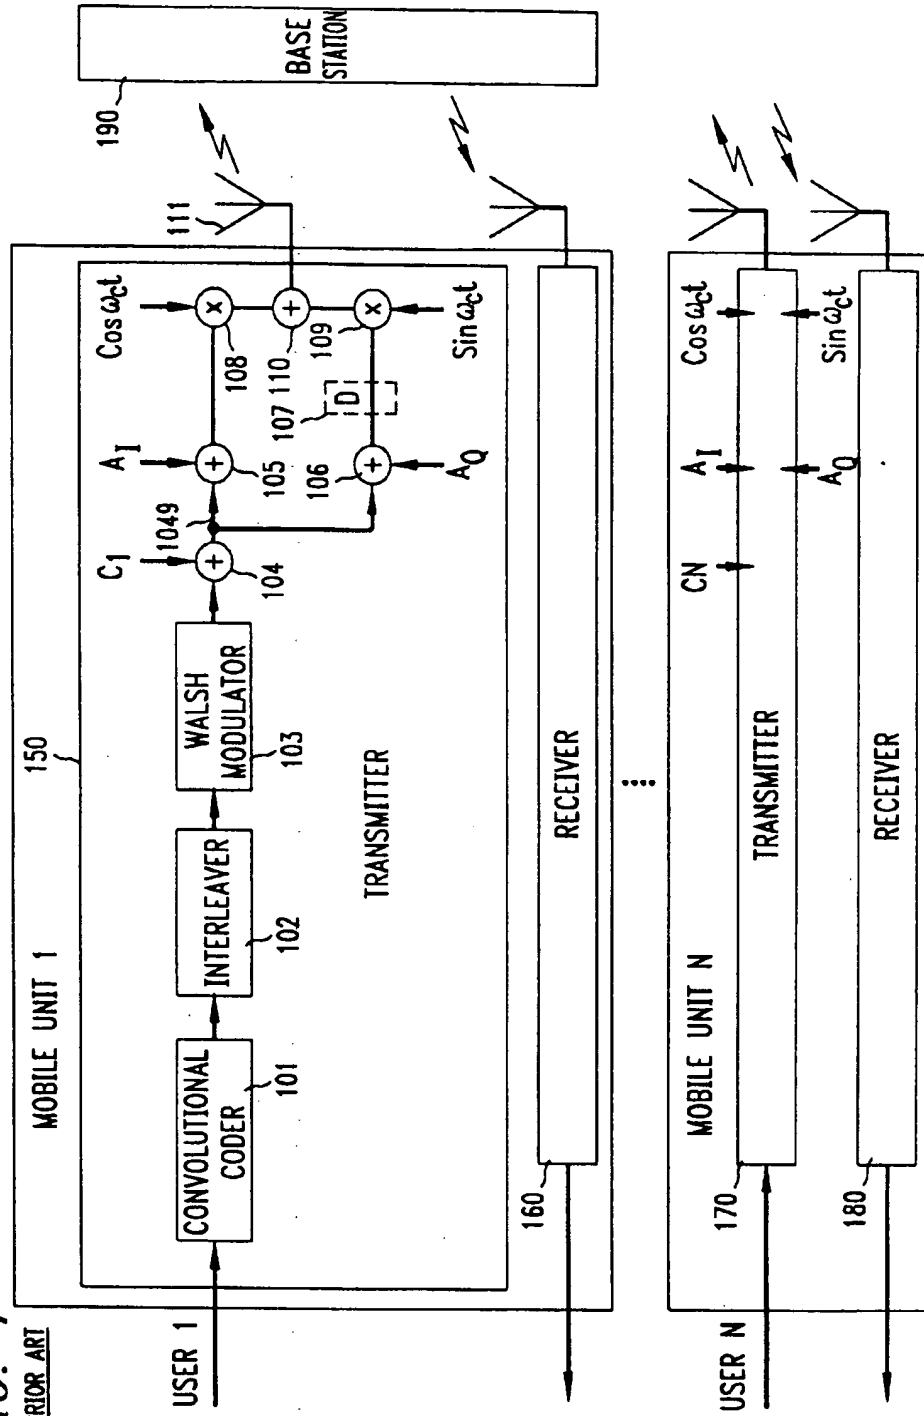 PRIOR ART
MOBILE UNIT 1
150
USER 1
CONVOLUTIONAL
CODER
101
INTERLEAVER
102
WALSH
MODULATOR
103
C1
+
104
1049
AI
+
105
+
106
AQ
107
D
Cos ωct
x
108
+
110
x
109
Sin ωct
TRANSMITTER
111
190
BASE
STATION
160
RECEIVER
MOBILE UNIT N
USER N
170
TRANSMITTER
CN
AI
AQ
Cos ωct
Sin ωct
180
RECEIVER